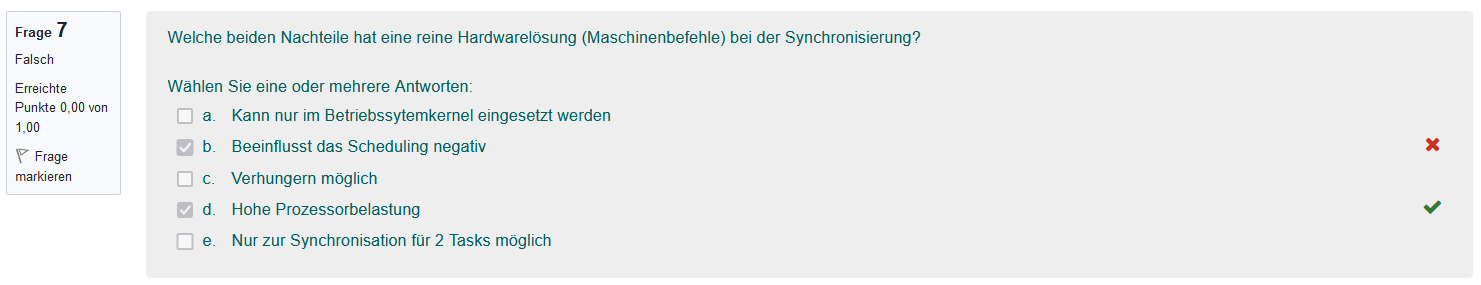 Frage 7
Falsch
Erreichte
Punkte 0,00 von
1,00
Frage
markieren
Welche beiden Nachteile hat eine reine Hardwarelösung (Maschinenbefehle) bei der Synchronisierung?
Wählen Sie eine oder mehrere Antworten:
a. Kann nur im Betriebssytemkernel eingesetzt werden
b. Beeinflusst das Scheduling negativ
c. Verhungern möglich
d. Hohe Prozessorbelastung
e. Nur zur Synchronisation für 2 Tasks möglich